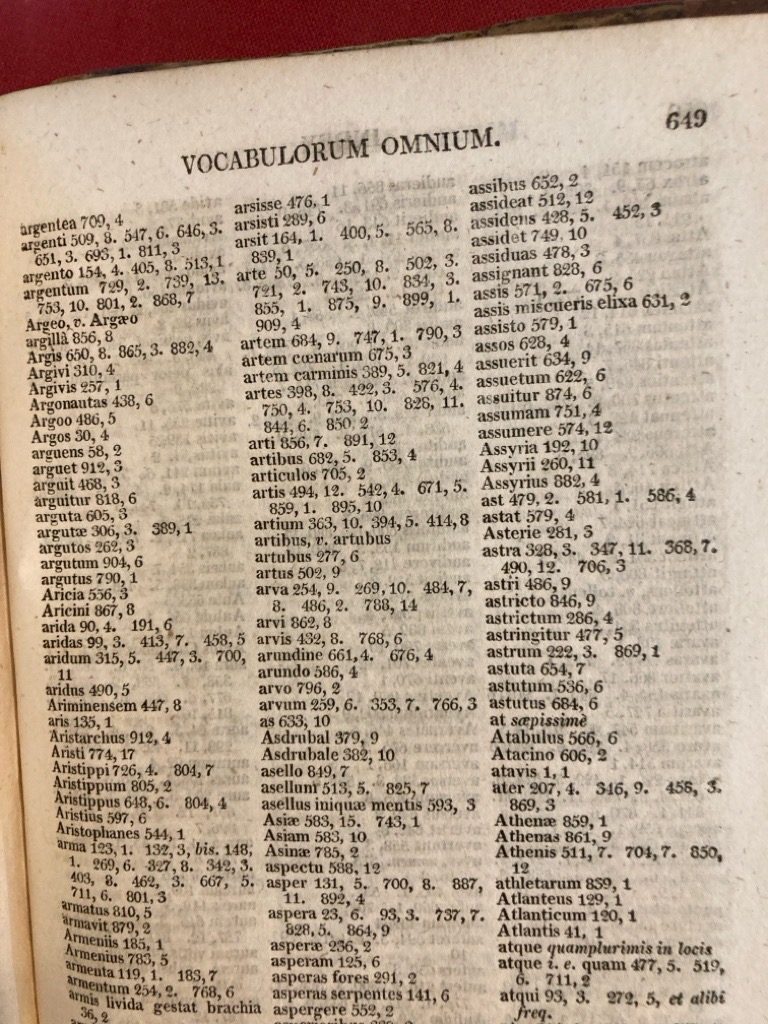 649
VOCABULORUM OMNIUM.
argentea 709, 4
argenti 509, 8. 547, 6. 646, 3.
651, 3. 693, 1. 811, 3
argento 154, 4. 405, 8. 513, 1
argentum 729, 2. 739, 13.
753, 10. 801, 2. 868, 7
Argeo, v. Argæo
argillâ 856, 8
Argis 650, 8. 865, 3. 882, 4
Argivi 310, 4
Argivis 257, 1
Argonautas 438, 6
Argoo 486, 5
Argos 30, 4
arguens 58, 2
arguet 912, 3
arguit 468, 3
arguitur 818, 6
arguta 605, 3
argutæ 306, 3. 389, 1
argutos 262, 3
argutum 904, 6
argutus 790, 1
Aricia 536, 3
Aricini 867, 8
arida 90, 4. 191, 6
aridas 99, 3. 413, 7. 458, 5
aridum 315, 5. 447, 3. 700,
11
aridus 490, 5
Ariminensem 447, 8
aris 135, 1
Aristarchus 912, 4
Aristi 774, 17
Aristippi 726, 4. 804, 7
Aristippum 805, 2
Aristippus 648, 6. 804, 4
Aristius 597, 6
Aristophanes 544, 1
arma 123, 1. 132, 3, bis. 148,
1. 269, 6. 327, 8. 342, 3.
403, 8. 462, 3. 667, 5.
711, 6. 801, 3
armatus 810, 5
armavit 879, 2
Armeniis 185, 1
Armenius 783, 5
armenta 119, 1. 183, 7
armentum 254, 2. 768, 6
armis livida gestat brachia
36, 2
arsisse 476, 1
arsisti 289, 6
arsit 164, 1. 400, 5. 565, 8.
839, 1
arte 50, 5. 250, 8. 502, 3.
721, 2. 743, 10. 834, 3.
855, 1. 875, 9. 899, 1.
909, 4
artem 684, 9. 747, 1. 790, 3
artem cœnarum 675, 3
artem carminis 389, 5. 821, 4
artes 398, 8. 422, 3. 576, 4.
750, 4. 753, 10. 828, 11.
844, 6. 850, 2
arti 856, 7. 891, 12
artibus 682, 5. 853, 4
articulos 705, 2
artis 494, 12. 542, 4. 671, 5.
859, 1. 895, 10
artium 363, 10. 394, 5. 414, 8
artibus, v. artubus
artubus 277, 6
artus 502, 9
arva 254, 9. 269, 10. 484, 7,
8. 486, 2. 788, 14
arvi 862, 8
arvis 432, 8. 768, 6
arundine 661, 4. 676, 4
arundo 586, 4
arvo 796, 2
arvum 259, 6. 353, 7. 766, 3
as 633, 10
Asdrubal 379, 9
Asdrubale 382, 10
asello 849, 7
asellum 513, 5. 825, 7
asellus iniquæ mentis 593, 3
Asiæ 583, 15. 743, 1
Asiam 583, 10
Asinæ 785, 2
aspectu 588, 12
asper 131, 5. 700, 8. 887,
11. 892, 4
aspera 23, 6. 93, 3. 737, 7.
828, 5. 864, 9
asperæ 236, 2
asperam 125, 6
asperas fores 291, 2
asperas serpentes 141, 6
aspergere 552, 2
assibus 652, 2
assideat 512, 12
assidens 428, 5. 452, 3
assidet 749, 10
assiduas 478, 3
assignant 828, 6
assis 571, 2. 675, 6
assis miscueris elixa 631, 2
assisto 579, 1
assos 628, 4
assuerit 634, 9
assuetum 622, 6
assuitur 874, 6
assumam 751, 4
assumere 574, 12
Assyria 192, 10
Assyrii 260, 11
Assyrius 882, 4
ast 479, 2. 581, 1. 586, 4
astat 579, 4
Asterie 281, 3
astra 328, 3. 347, 11. 368, 7.
490, 12. 706, 3
astri 486, 9
astricto 846, 9
astrictum 286, 4
astringitur 477, 5
astrum 222, 3. 869, 1
astuta 654, 7
astutum 536, 6
astutus 684, 6
at sæpissimè
Atabulus 566, 6
Atacino 606, 2
atavis 1, 1
ater 207, 4. 346, 9. 458, 3.
869, 3
Athenæ 859, 1
Athenas 861, 9
Athenis 511, 7. 704, 7. 850,
12
athletarum 839, 1
Atlanteus 129, 1
Atlanticum 120, 1
Atlantis 41, 1
atque quamplurimis in locis
atque i. e. quam 477, 5. 519,
6. 711, 2
atqui 93, 3. 272, 5, et alibi
freq.